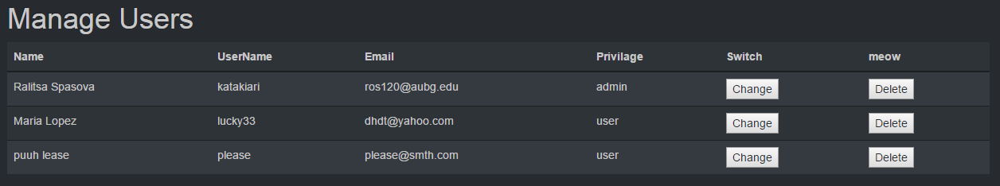 Manage Users
Name UserName Email Privilage Switch meow
Ralitsa Spasova katakiari ros120@aubg.edu admin Change Delete
Maria Lopez lucky33 dhdt@yahoo.com user Change Delete
puuh lease please please@smth.com user Change Delete